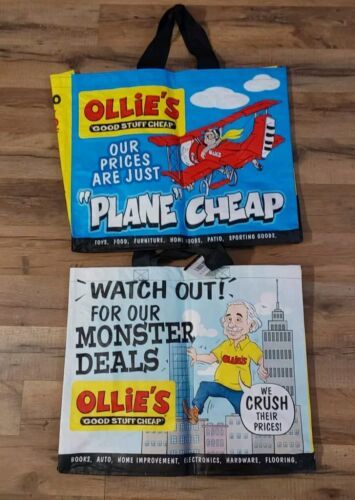 OLLiE'S
GOOD STUFF CHEAP
OUR
PRICES
ARE JUST
"PLANE" CHEAP
TOYS, FOOD, FURNITURE, HOME GOODS, PATIO, SPORTING GOODS,
WATCH OUT!
FOR OUR
MONSTER
DEALS
OLLiE'S
GOOD STUFF CHEAP
OLLiE'S
WE
CRUSH
THEIR
PRICES!
BOOKS, AUTO, HOME IMPROVEMENT, ELECTRONICS, HARDWARE, FLOORING,